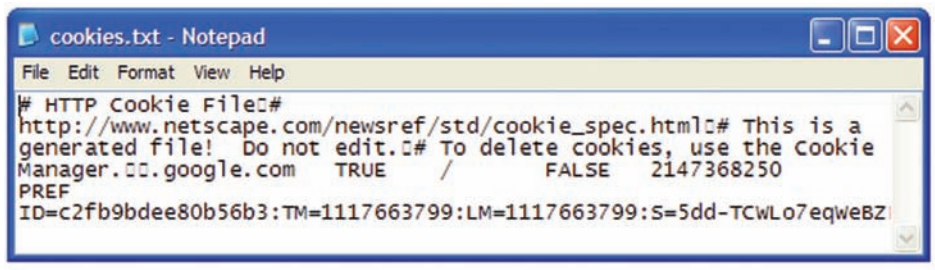 cookies.txt - Notepad
File Edit Format View Help
# HTTP Cookie File▯#
http://www.netscape.com/newsref/std/cookie_spec.html▯# This is a
generated file!  Do not edit.▯# To delete cookies, use the Cookie
Manager.▯▯.google.com TRUE / FALSE 2147368250
PREF
ID=c2fb9bdee80b56b3:TM=1117663799:LM=1117663799:S=5dd-TCWLo7eqWeBZ